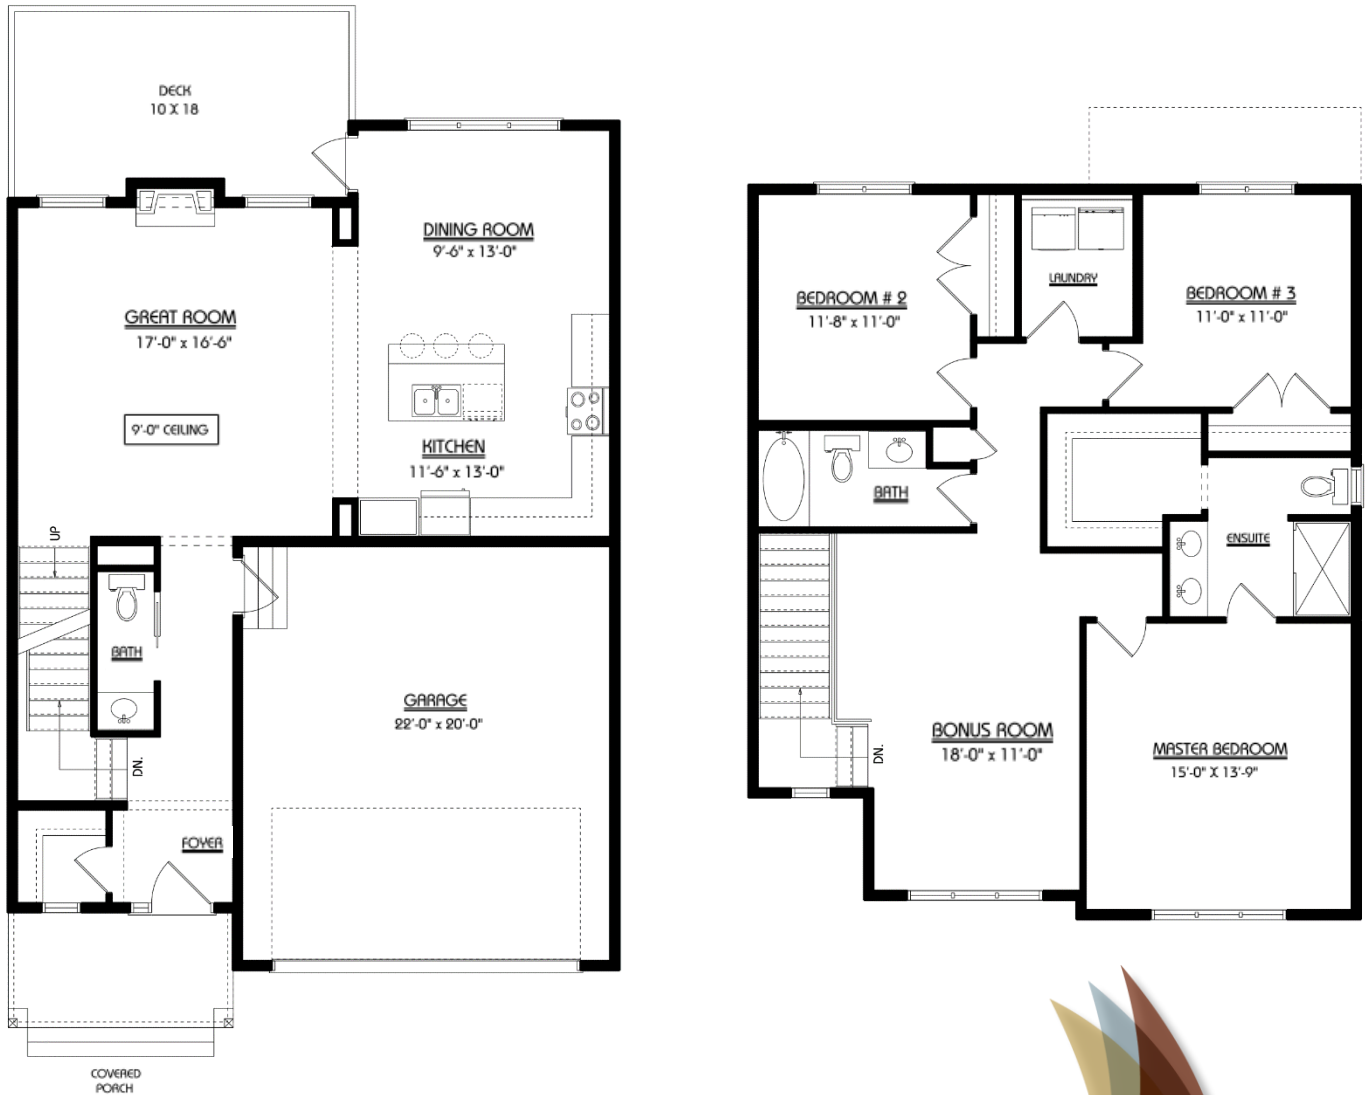 DECK
10 X 18
DINING ROOM
9'-6" x 13'-0"
GREAT ROOM
17'-0" x 16'-6"
9'-0" CEILING
KITCHEN
11'-6" x 13'-0"
UP
BATH
GARAGE
22'-0" x 20'-0"
DN.
FOYER
COVERED
PORCH
BEDROOM # 2
11'-8" x 11'-0"
LAUNDRY
BEDROOM # 3
11'-0" x 11'-0"
BATH
ENSUITE
BONUS ROOM
18'-0" x 11'-0"
DN.
MASTER BEDROOM
15'-0" X 13'-9"